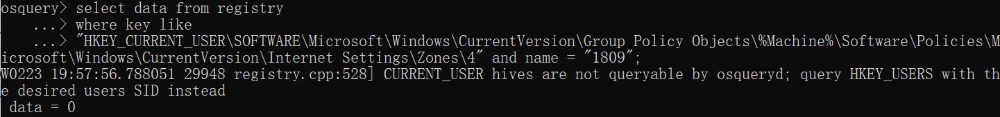 osquery> select data from registry
    ...> where key like
    ...> "HKEY_CURRENT_USER\SOFTWARE\Microsoft\Windows\CurrentVersion\Group Policy Objects\%Machine%\Software\Policies\M
icrosoft\Windows\CurrentVersion\Internet Settings\Zones\4" and name = "1809";
W0223 19:57:56.788051 29948 registry.cpp:528] CURRENT_USER hives are not queryable by osqueryd; query HKEY_USERS with th
e desired users SID instead
 data = 0